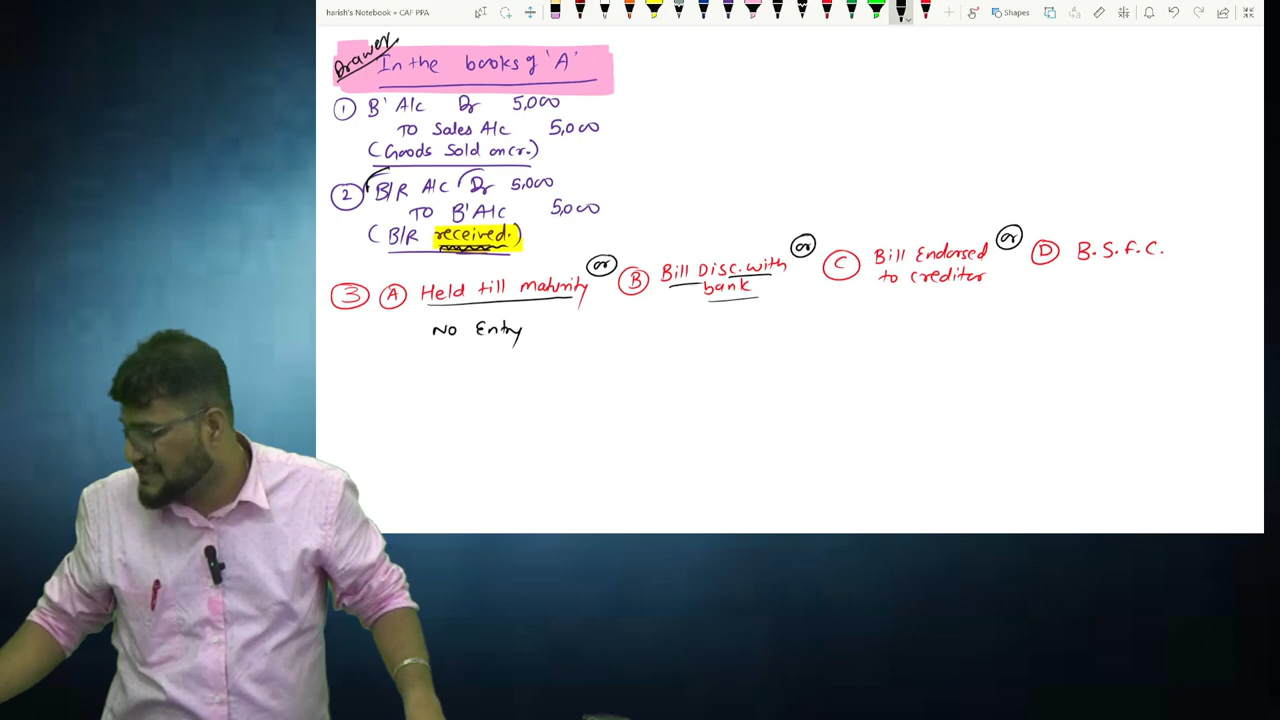 harish's Notebook » CAF PPA
Shapes
Drawer
In the books of 'A'
① B' A/c Dr 5,000
To Sales A/c 5,000
(Goods Sold on cr.)
② B/R A/c Dr 5,000
To B' A/c 5,000
(B/R received.)
③ Ⓐ Held till maturity
or
Ⓑ Bill Disc. with
bank
or
Ⓒ Bill Endorsed
to creditor
or
Ⓓ B.S.f.C.
No Entry